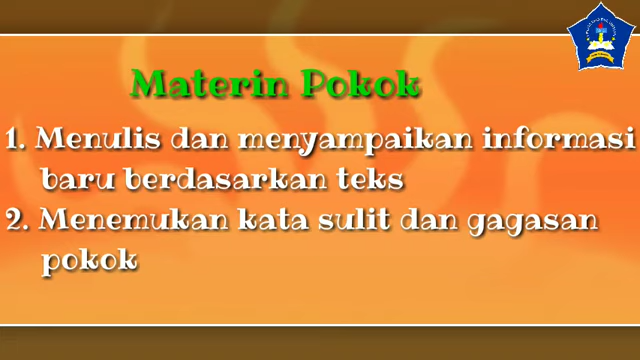 Materin Pokok
1. Menulis dan menyampaikan informasi
baru berdasarkan teks
2. Menemukan kata sulit dan gagasan
pokok